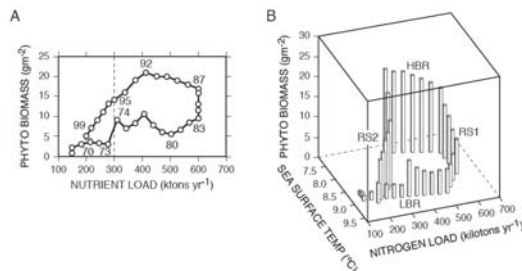 A
PHYTO BIOMASS (gm-2)
25
20
15
10
5
0
92
87
95
74
99
70
73
80
83
100 200 300 400 500 600 700
NUTRIENT LOAD (ktons yr-1)
B
PHYTO BIOMASS (gm-2)
30
25
20
15
10
5
0
HBR
RS2
RS1
LBR
7.5
8.0
8.5
9.0
9.5
SEA SURFACE TEMP (ºC)
100
200
300
400
500
600
700
NITROGEN LOAD (kilotons yr-1)